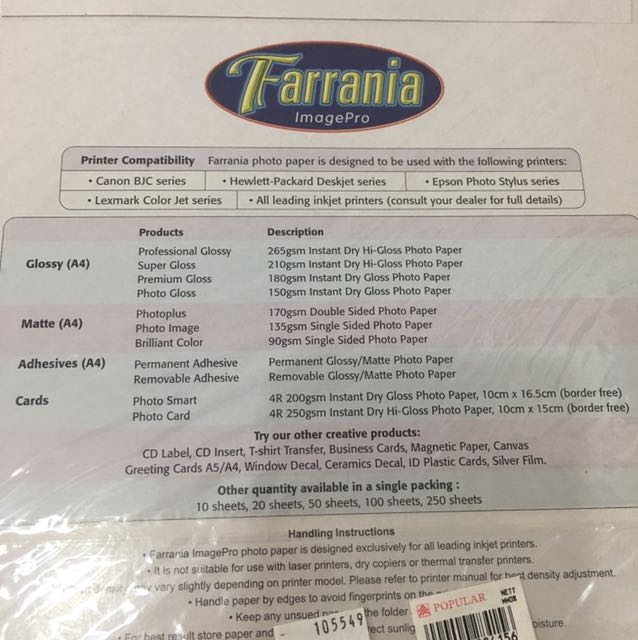 Farrania
ImagePro
Printer Compatibility Farrania photo paper is designed to be used with the following printers:
• Canon BJC series • Hewlett-Packard Deskjet series • Epson Photo Stylus series
• Lexmark Color Jet series • All leading inkjet printers (consult your dealer for full details)
Products Description
Glossy (A4)
Professional Glossy 265gsm Instant Dry Hi-Gloss Photo Paper
Super Gloss 210gsm Instant Dry Hi-Gloss Photo Paper
Premium Gloss 180gsm Instant Dry Gloss Photo Paper
Photo Gloss 150gsm Instant Dry Gloss Photo Paper
Matte (A4)
Photoplus 170gsm Double Sided Photo Paper
Photo Image 135gsm Single Sided Photo Paper
Brilliant Color 90gsm Single Sided Photo Paper
Adhesives (A4) Permanent Adhesive Permanent Glossy/Matte Photo Paper
Removable Adhesive Removable Glossy/Matte Photo Paper
Cards Photo Smart 4R 200gsm Instant Dry Gloss Photo Paper, 10cm x 16.5cm (border free)
Photo Card 4R 250gsm Instant Dry Hi-Gloss Photo Paper, 10cm x 15cm (border free)
Try our other creative products:
CD Label, CD Insert, T-shirt Transfer, Business Cards, Magnetic Paper, Canvas
Greeting Cards A5/A4, Window Decal, Ceramics Decal, ID Plastic Cards, Silver Film.
Other quantity available in a single packing :
10 sheets, 20 sheets, 50 sheets, 100 sheets, 250 sheets
Handling Instructions
• Farrania ImagePro photo paper is designed exclusively for all leading inkjet printers.
• It is not suitable for use with laser printers, dry copiers or thermal transfer printers.
density may vary slightly depending on printer model. Please refer to printer manual for best density adjustment.
• Handle paper by edges to avoid fingerprints on the
• Keep any unused the folder
• For best result store paper and
105549
POPULAR
NETT